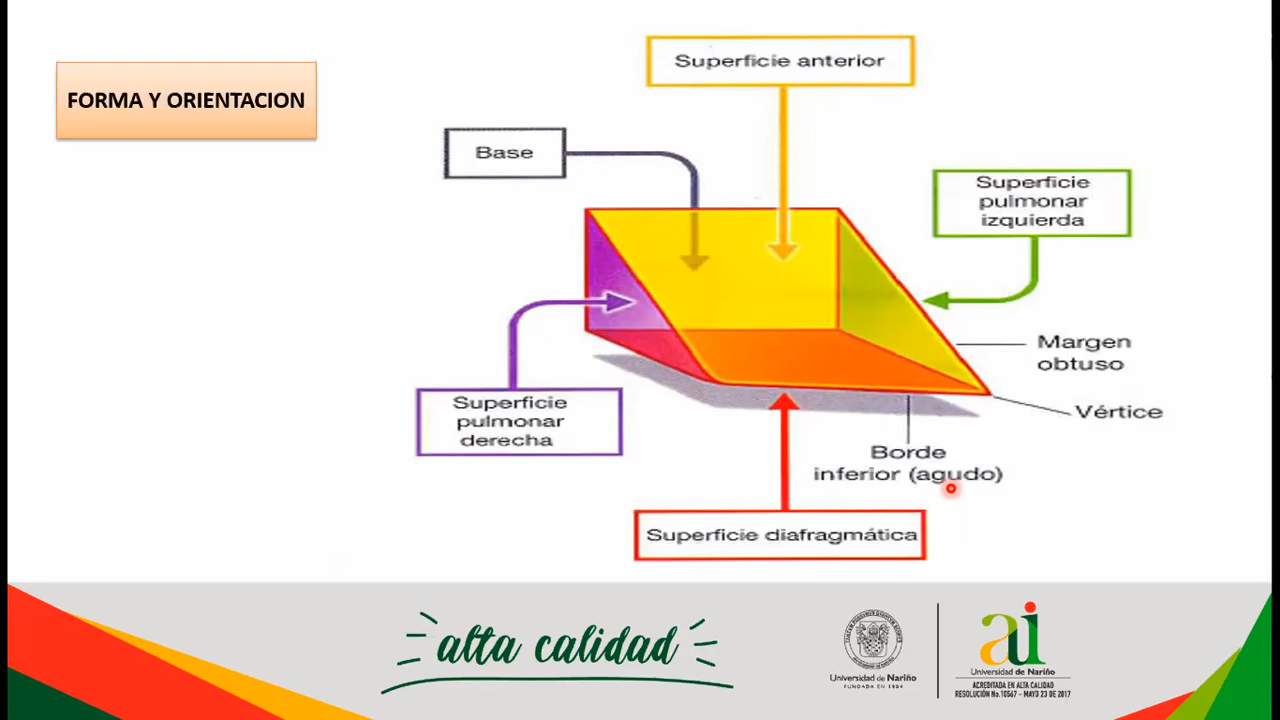 FORMA Y ORIENTACION
Superficie anterior
Base
Superficie
pulmonar
izquierda
Margen
obtuso
Superficie
pulmonar
derecha
Vértice
Borde
inferior (agudo)
Superficie diafragmática
alta calidad
Universidad de Nariño
FUNDADA EN 1904
ai
Universidad de Nariño
ACREDITADA EN ALTA CALIDAD
RESOLUCIÓN No.10567 - MAYO 23 DE 2017